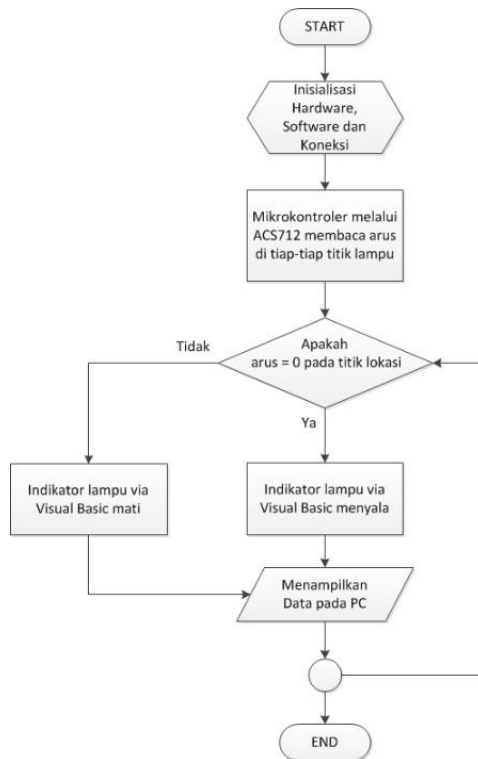 START
Inisialisasi
Hardware,
Software dan
Koneksi
Mikrokontroler melalui
ACS712 membaca arus
di tiap-tiap titik lampu
Apakah
arus = 0 pada titik lokasi
Tidak
Ya
Indikator lampu via
Visual Basic mati
Indikator lampu via
Visual Basic menyala
Menampilkan
Data pada PC
END